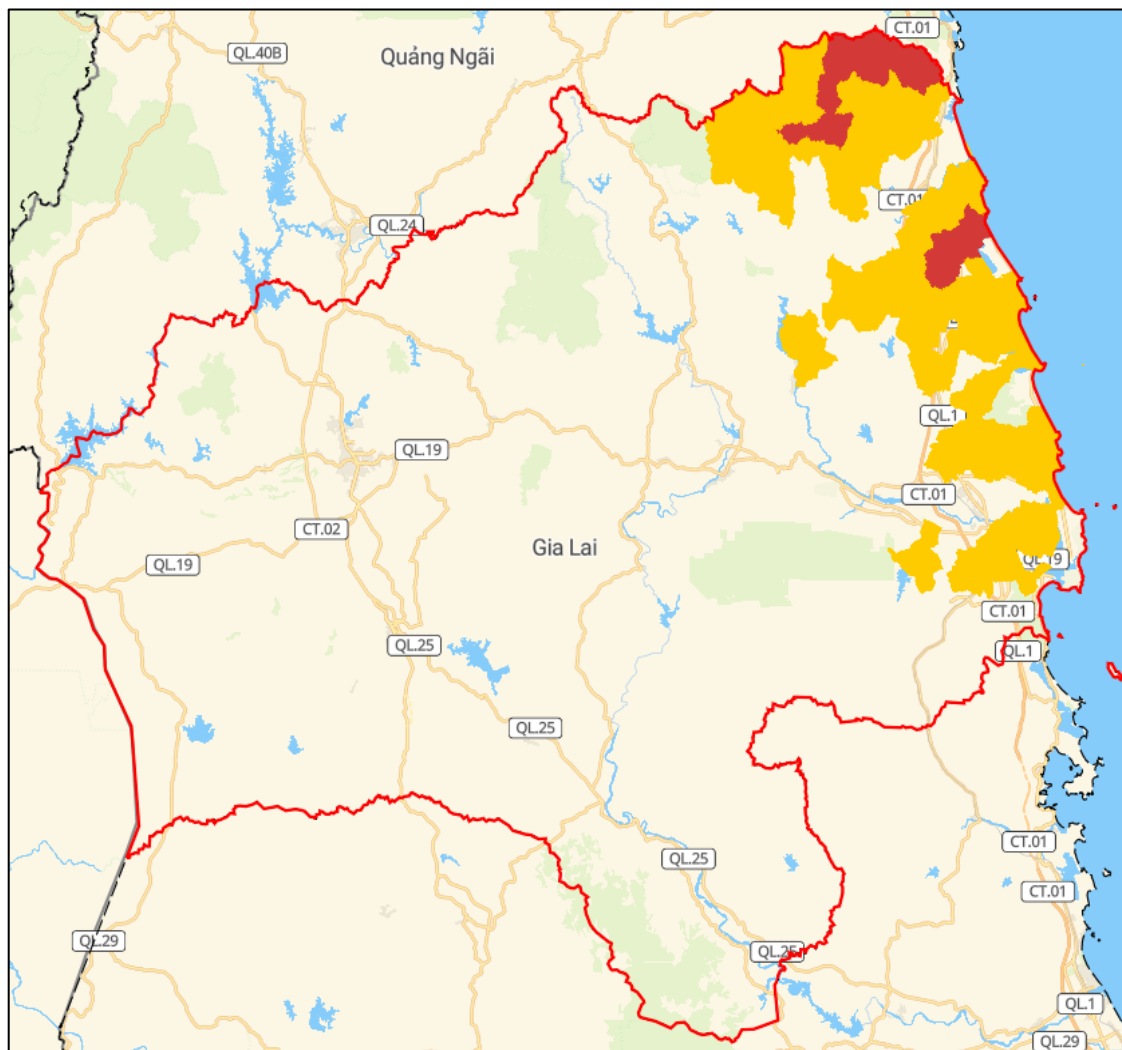 CT.01
QL.40B
Quảng Ngãi
CT.01
QL.24
QL.1
QL.19
CT.01
CT.02
Gia Lai
QL.19
QL.19
CT.01
QL.25
QL.1
QL.25
CT.01
QL.25
CT.01
QL.29
QL.25
QL.1
QL.29